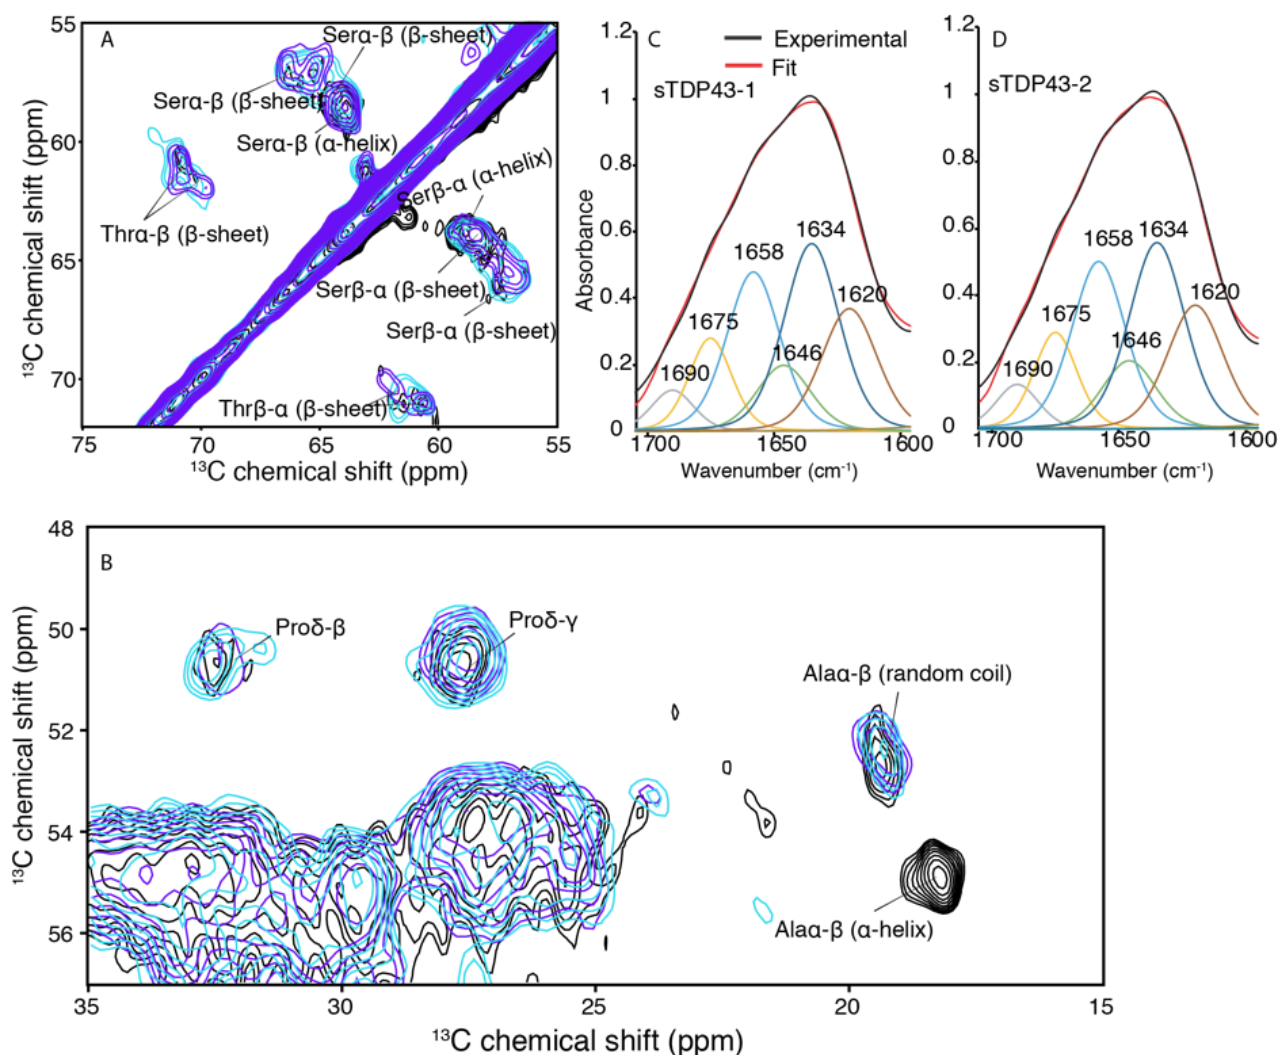 A
55
60
65
70
75 70 65 60 55
¹³C chemical shift (ppm)
¹³C chemical shift (ppm)
Serα-β (β-sheet)
Serα-β (β-sheet)
Serα-β (α-helix)
Thrα-β (β-sheet)
Serβ-α (α-helix)
Serβ-α (β-sheet)
Serβ-α (β-sheet)
Thrβ-α (β-sheet)
C
Experimental
Fit
sTDP43-1
Absorbance
1.2
1
0.8
0.6
0.4
0.2
0
1690
1675
1658
1646
1634
1620
1700 1650 1600
Wavenumber (cm⁻¹)
D
sTDP43-2
1.2
1
0.8
0.6
0.4
0.2
0
1690
1675
1658
1646
1634
1620
1700 1650 1600
Wavenumber (cm⁻¹)
B
48
50
52
54
56
35 30 25 20 15
¹³C chemical shift (ppm)
¹³C chemical shift (ppm)
Proδ-β
Proδ-γ
Alaα-β (random coil)
Alaα-β (α-helix)